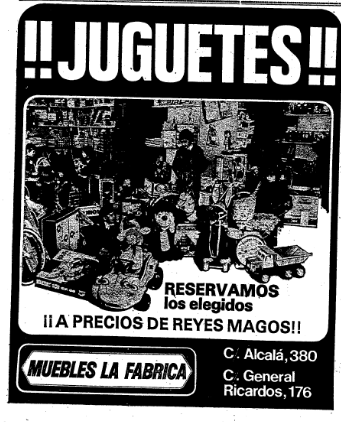 !!JUGUETES!!
RESERVAMOS
los elegidos
¡¡A PRECIOS DE REYES MAGOS!!
MUEBLES LA FABRICA
C/. Alcalá, 380
C/. General
Ricardos, 176